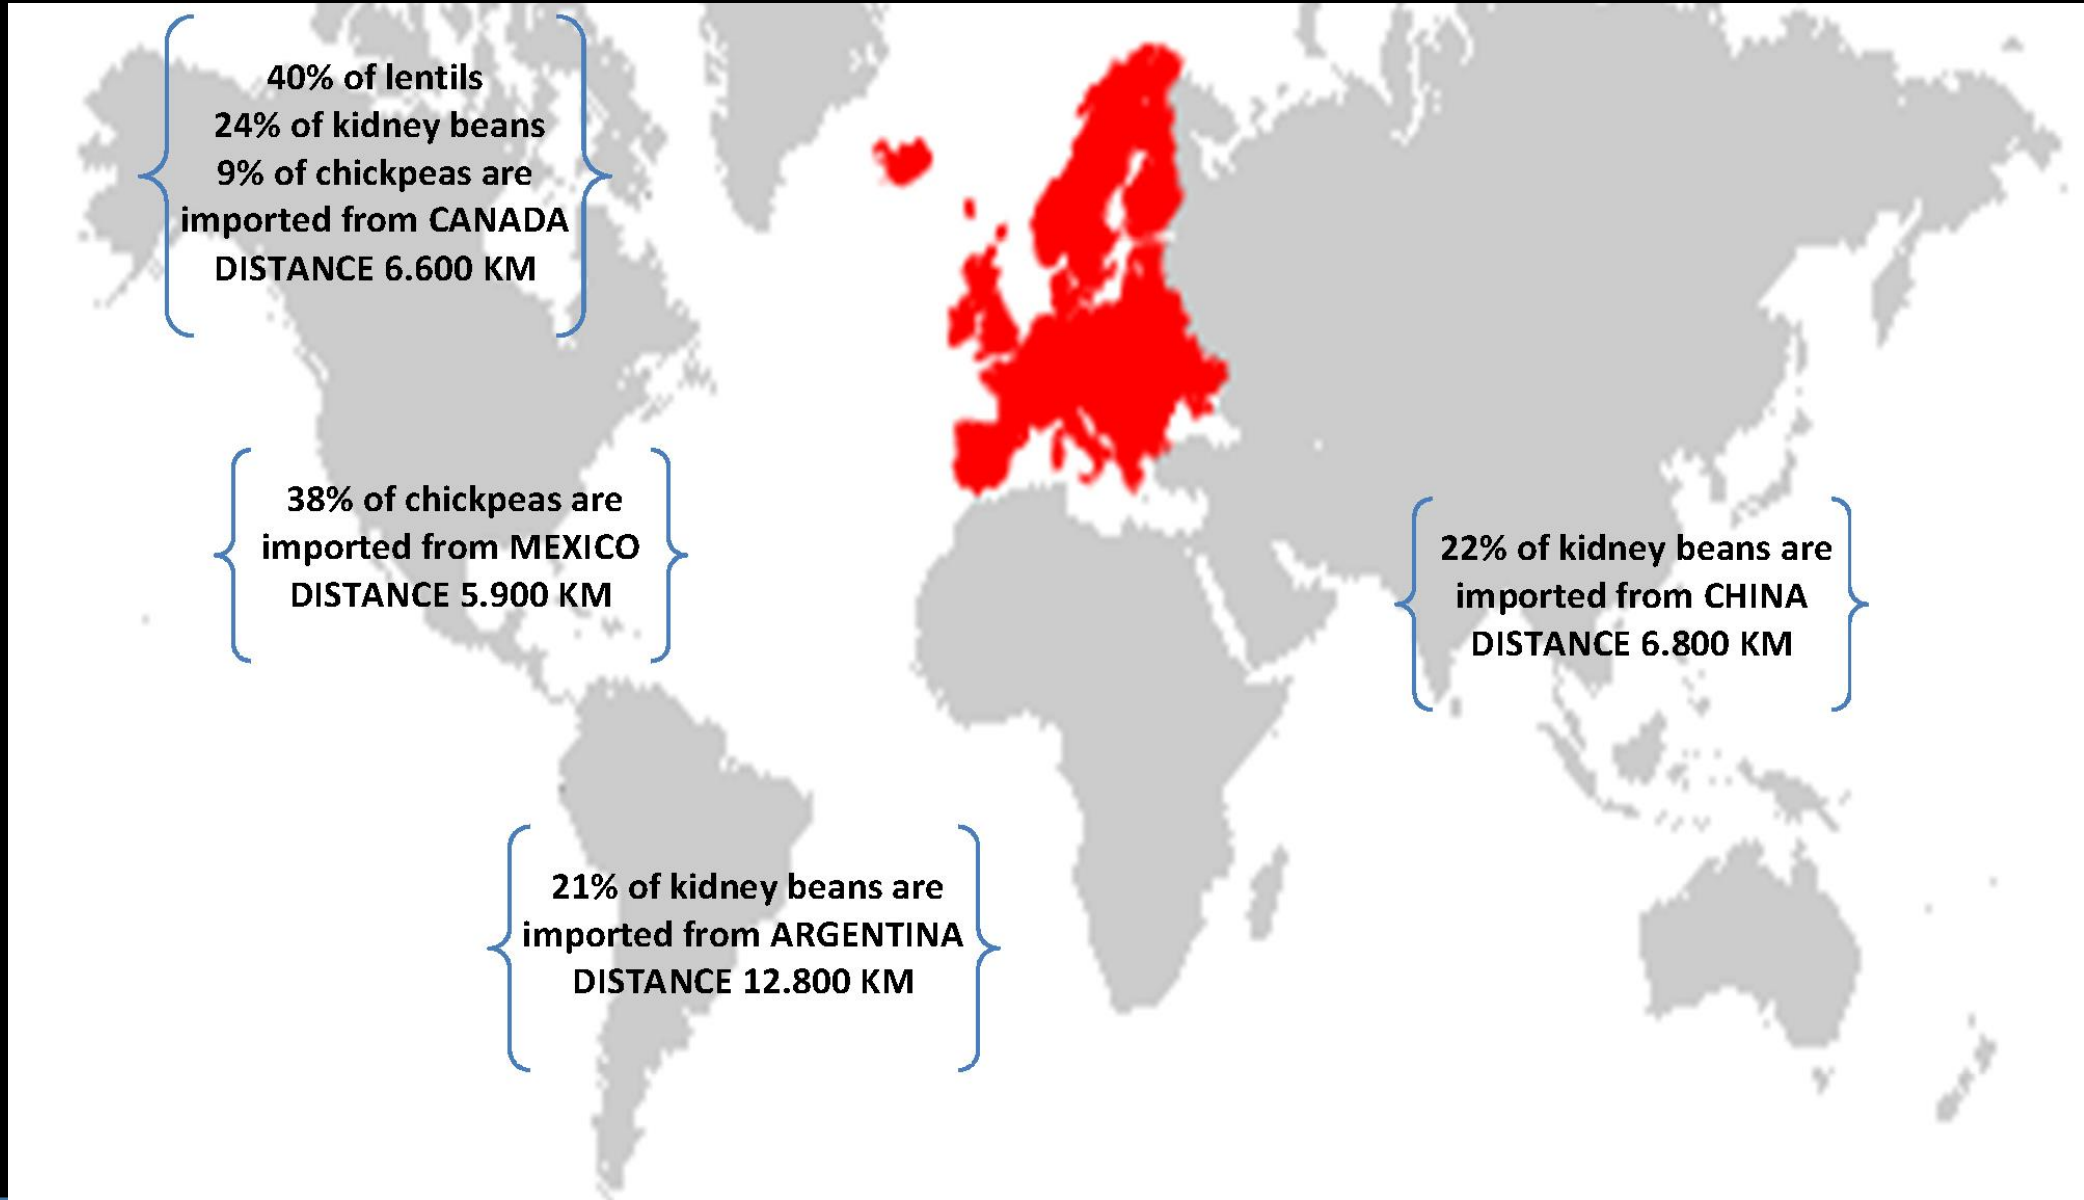 40% of lentils
24% of kidney beans
9% of chickpeas are
imported from CANADA
DISTANCE 6.600 KM
38% of chickpeas are
imported from MEXICO
DISTANCE 5.900 KM
22% of kidney beans are
imported from CHINA
DISTANCE 6.800 KM
21% of kidney beans are
imported from ARGENTINA
DISTANCE 12.800 KM